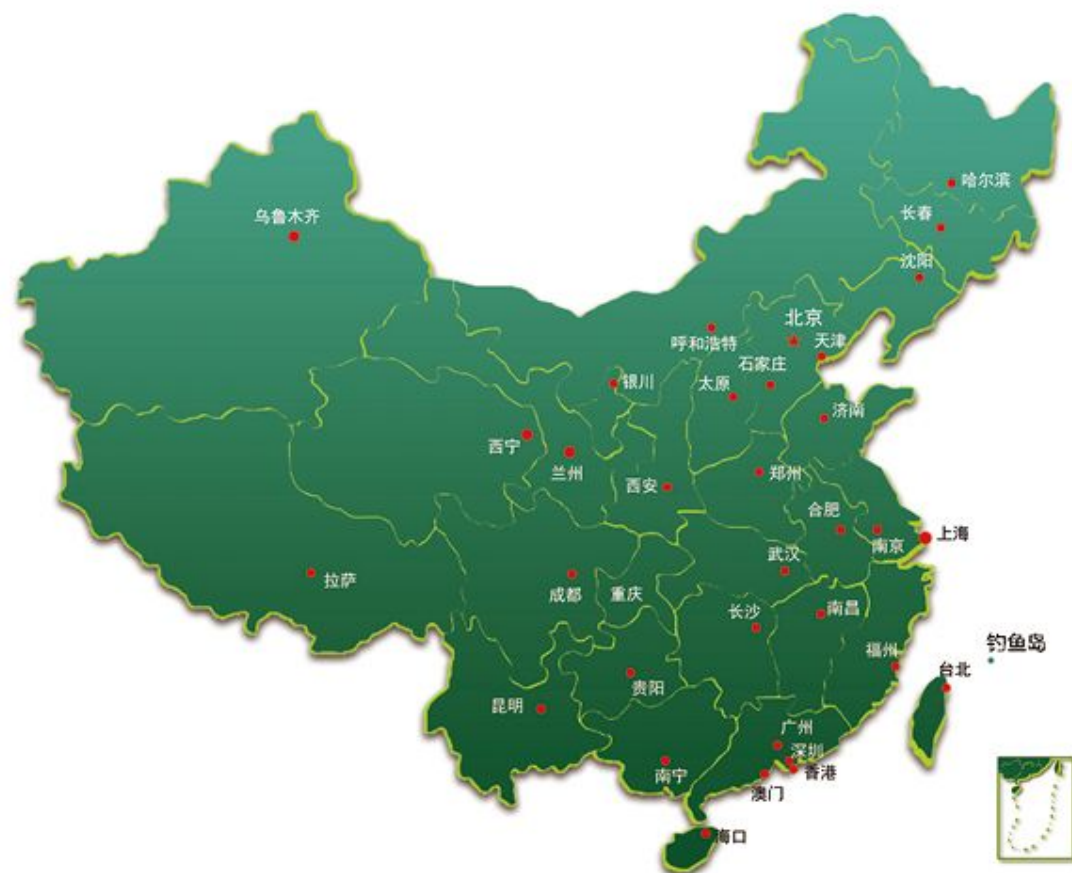 哈尔滨
乌鲁木齐
长春
沈阳
北京
呼和浩特
天津
石家庄
银川
太原
济南
西宁
兰州
郑州
西安
合肥
上海
南京
武汉
拉萨
成都
重庆
长沙
南昌
钓鱼岛
福州
台北
贵阳
昆明
广州
深圳
南宁
香港
澳门
海口